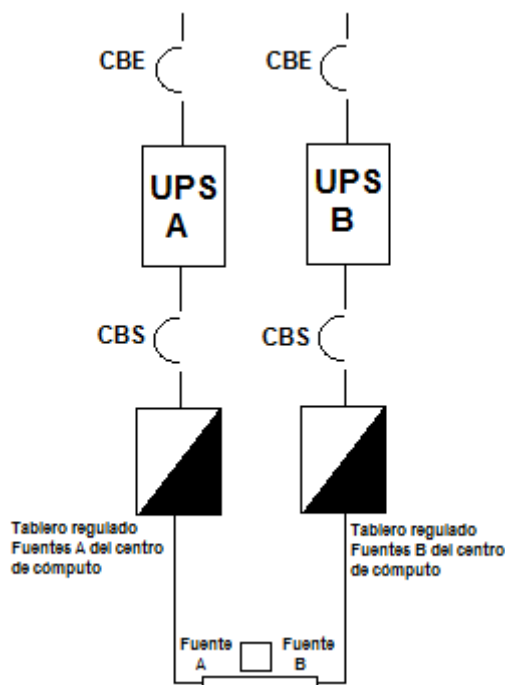 CBE
CBE
UPS
A
UPS
B
CBS
CBS
Tablero regulado
Fuentes A del centro
de cómputo
Tablero regulado
Fuentes B del centro
de cómputo
Fuente
A
Fuente
B